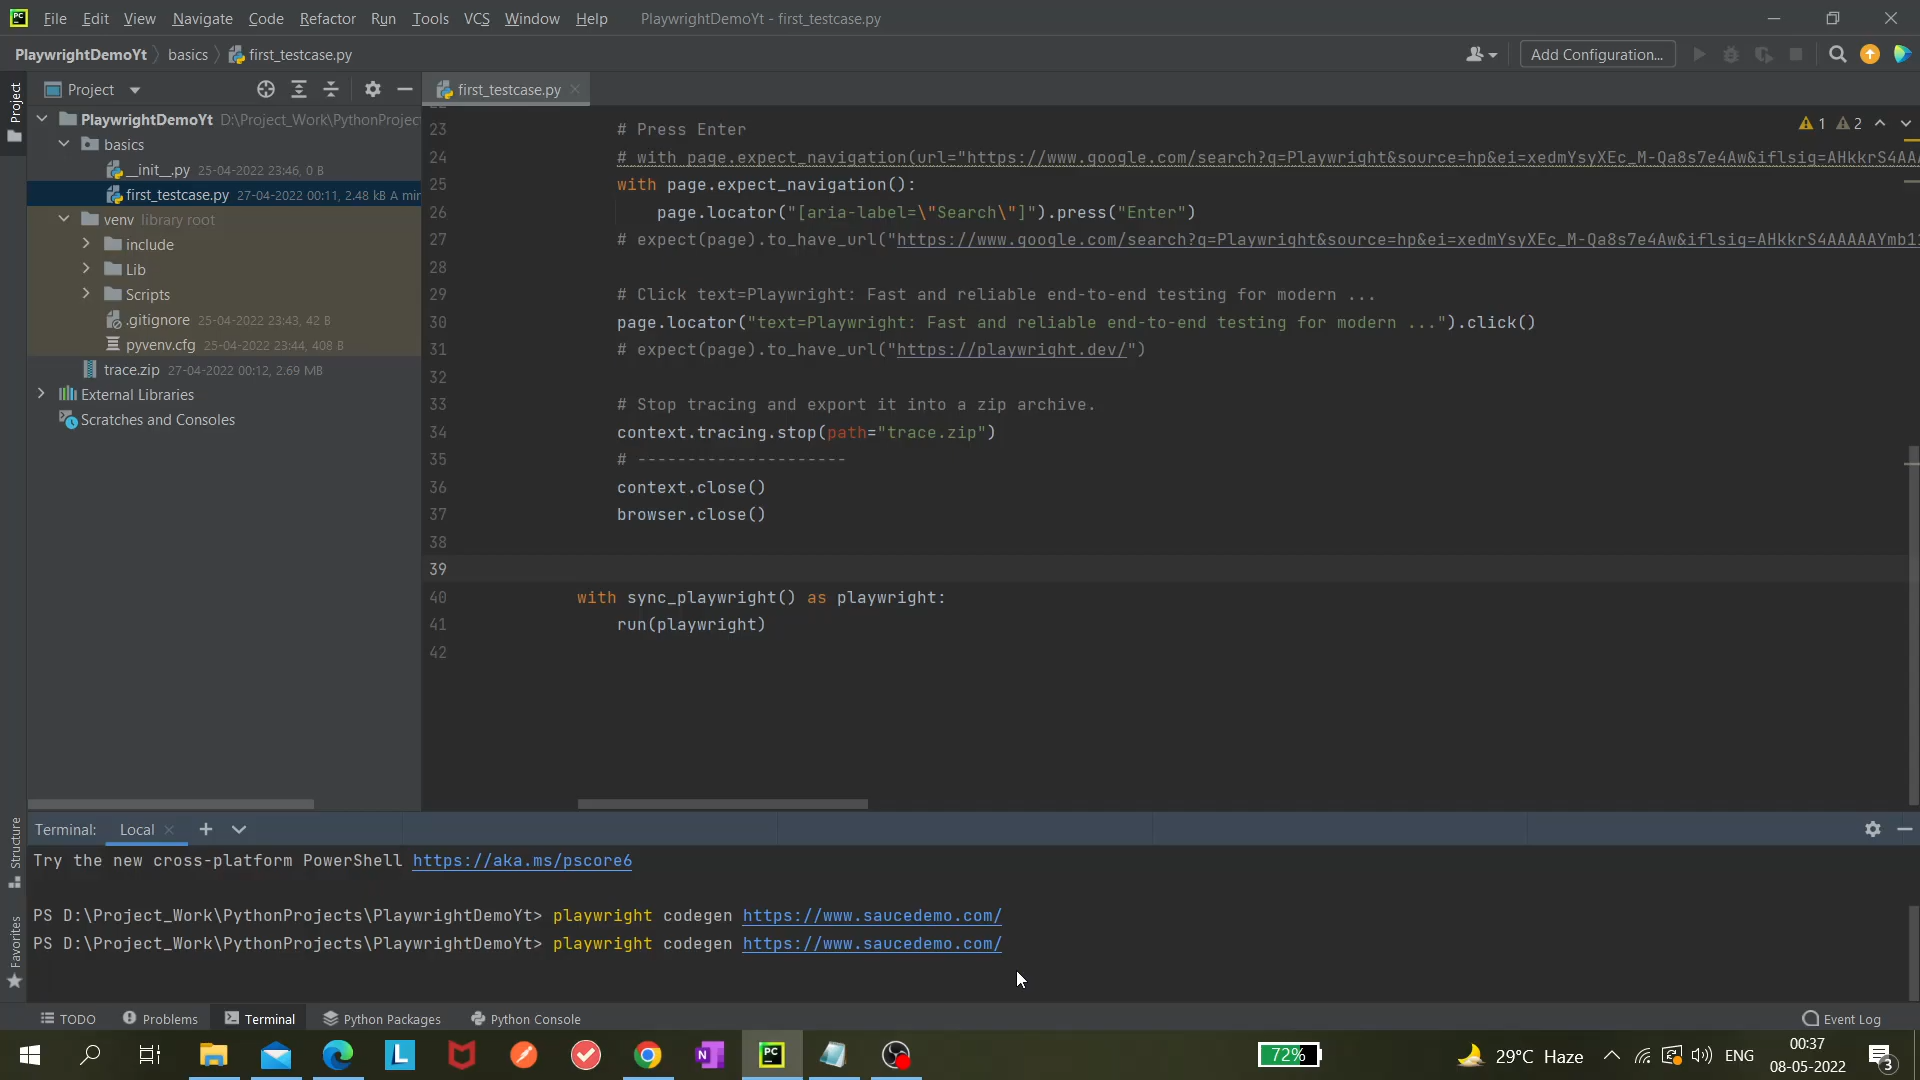 File Edit View Navigate Code Refactor Run Tools VCS Window Help PlaywrightDemoYt - first_testcase.py
PlaywrightDemoYt basics first_testcase.py Add Configuration...
Project
Project
first_testcase.py
PlaywrightDemoYt D:\Project_Work\PythonProjec
basics
__init__.py 25-04-2022 23:46, 0 B
first_testcase.py 27-04-2022 00:11, 2.48 kB A mi
venv library root
include
Lib
Scripts
.gitignore 25-04-2022 23:43, 42 B
pyvenv.cfg 25-04-2022 23:44, 408 B
trace.zip 27-04-2022 00:12, 2.69 MB
External Libraries
Scratches and Consoles
1 2
23 # Press Enter
24 # with page.expect_navigation(url="https://www.google.com/search?q=Playwright&source=hp&ei=xedmYsyXEc_M-Qa8s7e4Aw&iflsig=AHkkrS4AAA
25 with page.expect_navigation():
26 page.locator("[aria-label=\"Search\"]").press("Enter")
27 # expect(page).to_have_url("https://www.google.com/search?q=Playwright&source=hp&ei=xedmYsyXEc_M-Qa8s7e4Aw&iflsig=AHkkrS4AAAAAYmb1
28
29 # Click text=Playwright: Fast and reliable end-to-end testing for modern ...
30 page.locator("text=Playwright: Fast and reliable end-to-end testing for modern ...").click()
31 # expect(page).to_have_url("https://playwright.dev/")
32
33 # Stop tracing and export it into a zip archive.
34 context.tracing.stop(path="trace.zip")
35 # ---------------------
36 context.close()
37 browser.close()
38
39
40 with sync_playwright() as playwright:
41 run(playwright)
42
Structure
Favorites
Terminal: Local
Try the new cross-platform PowerShell https://aka.ms/pscore6
PS D:\Project_Work\PythonProjects\PlaywrightDemoYt> playwright codegen https://www.saucedemo.com/
PS D:\Project_Work\PythonProjects\PlaywrightDemoYt> playwright codegen https://www.saucedemo.com/
TODO Problems Terminal Python Packages Python Console Event Log
72% 29°C Haze ENG 00:37
08-05-2022 3